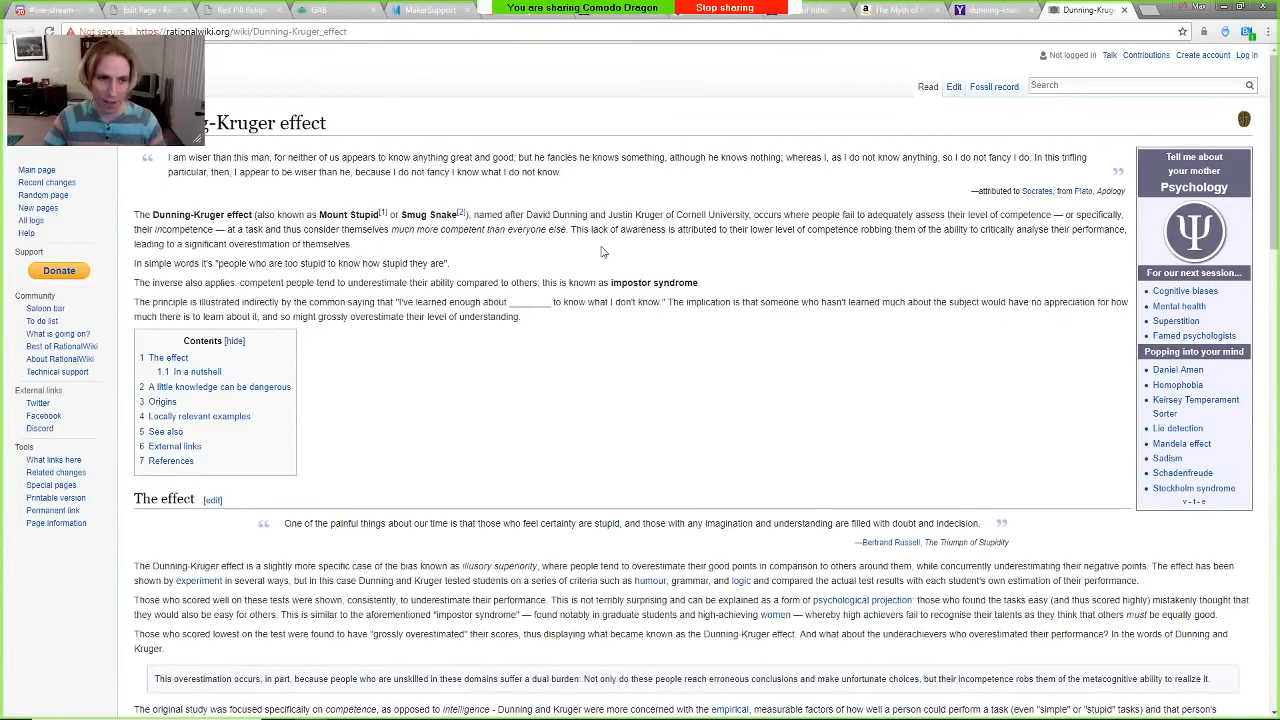 You are sharing Comodo Dragon
Stop sharing
#live-stream-
Edit Page ‹ Re
Red Pill Religi
GAB
MakerSupport
The Myth of
dunning-krug
Dunning-Krug
Max
Not secure
https://rationalwiki.org/wiki/Dunning-Kruger_effect
Not logged in Talk Contributions Create account Log in
Read Edit Fossil record
Search
g-Kruger effect
I am wiser than this man, for neither of us appears to know anything great and good; but he fancies he knows something, although he knows nothing; whereas I, as I do not know anything, so I do not fancy I do. In this trifling
particular, then, I appear to be wiser than he, because I do not fancy I know what I do not know.
—attributed to Socrates, from Plato, Apology
The Dunning-Kruger effect (also known as Mount Stupid[1] or Smug Snake[2]), named after David Dunning and Justin Kruger of Cornell University, occurs where people fail to adequately assess their level of competence — or specifically,
their incompetence — at a task and thus consider themselves much more competent than everyone else. This lack of awareness is attributed to their lower level of competence robbing them of the ability to critically analyse their performance,
leading to a significant overestimation of themselves.
In simple words it's "people who are too stupid to know how stupid they are".
The inverse also applies: competent people tend to underestimate their ability compared to others; this is known as impostor syndrome.
The principle is illustrated indirectly by the common saying that "I've learned enough about ________ to know what I don't know." The implication is that someone who hasn't learned much about the subject would have no appreciation for how
much there is to learn about it, and so might grossly overestimate their level of understanding.
Contents [hide]
1 The effect
1.1 In a nutshell
2 A little knowledge can be dangerous
3 Origins
4 Locally relevant examples
5 See also
6 External links
7 References
The effect [edit]
One of the painful things about our time is that those who feel certainty are stupid, and those with any imagination and understanding are filled with doubt and indecision.
—Bertrand Russell, The Triumph of Stupidity
The Dunning-Kruger effect is a slightly more specific case of the bias known as illusory superiority, where people tend to overestimate their good points in comparison to others around them, while concurrently underestimating their negative points. The effect has been
shown by experiment in several ways, but in this case Dunning and Kruger tested students on a series of criteria such as humour, grammar, and logic and compared the actual test results with each student's own estimation of their performance.
Those who scored well on these tests were shown, consistently, to underestimate their performance. This is not terribly surprising and can be explained as a form of psychological projection: those who found the tasks easy (and thus scored highly) mistakenly thought that
they would also be easy for others. This is similar to the aforementioned "impostor syndrome" — found notably in graduate students and high-achieving women — whereby high achievers fail to recognise their talents as they think that others must be equally good.
Those who scored lowest on the test were found to have "grossly overestimated" their scores, thus displaying what became known as the Dunning-Kruger effect. And what about the underachievers who overestimated their performance? In the words of Dunning and
Kruger:
This overestimation occurs, in part, because people who are unskilled in these domains suffer a dual burden: Not only do these people reach erroneous conclusions and make unfortunate choices, but their incompetence robs them of the metacognitive ability to realize it.
The original study was focused specifically on competence, as opposed to intelligence - Dunning and Kruger were more concerned with the empirical, measurable factors of how well a person could perform a task (even "simple" or "stupid" tasks) and that person's
Main page
Recent changes
Random page
New pages
All logs
Help
Support
Donate
Community
Saloon bar
To do list
What is going on?
Best of RationalWiki
About RationalWiki
Technical support
External links
Twitter
Facebook
Discord
Tools
What links here
Related changes
Special pages
Printable version
Permanent link
Page information
Tell me about
your mother
Psychology
Ψ
For our next session...
Cognitive biases
Mental health
Superstition
Famed psychologists
Popping into your mind
Daniel Amen
Homophobia
Keirsey Temperament
Sorter
Lie detection
Mandela effect
Sadism
Schadenfreude
Stockholm syndrome
v - t - e